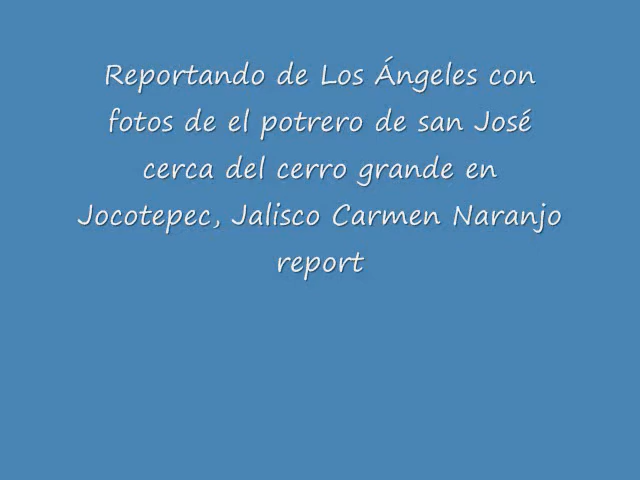 Reportando de Los Ángeles con
fotos de el potrero de san José
cerca del cerro grande en
Jocotepec, Jalisco Carmen Naranjo
report